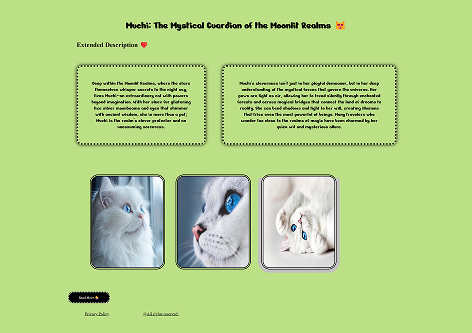 Muchi: The Mystical Guardian of the Moonlit Realms 😻
Extended Description ❤️
Deep within the Moonlit Realms, where the stars
themselves whisper secrets to the night sky,
lives Muchi—an extraordinary cat with powers
beyond imagination. With her sleek fur glistening
like silver moonbeams and eyes that shimmer
with ancient wisdom, she is more than a pet;
Muchi is the realm's clever protector and an
unassuming sorceress.
Muchi's cleverness isn't just in her playful demeanor, but in her deep
understanding of the mystical forces that govern the universe. Her
paws are light as air, allowing her to tread silently through enchanted
forests and across magical bridges that connect the land of dreams to
reality. She can bend shadows and light to her will, creating illusions
that trick even the most powerful of beings. Many travelers who
wander too close to the realms of magic have been charmed by her
quick wit and mysterious allure.
Read More
Privacy Policy
@All rights reserved.